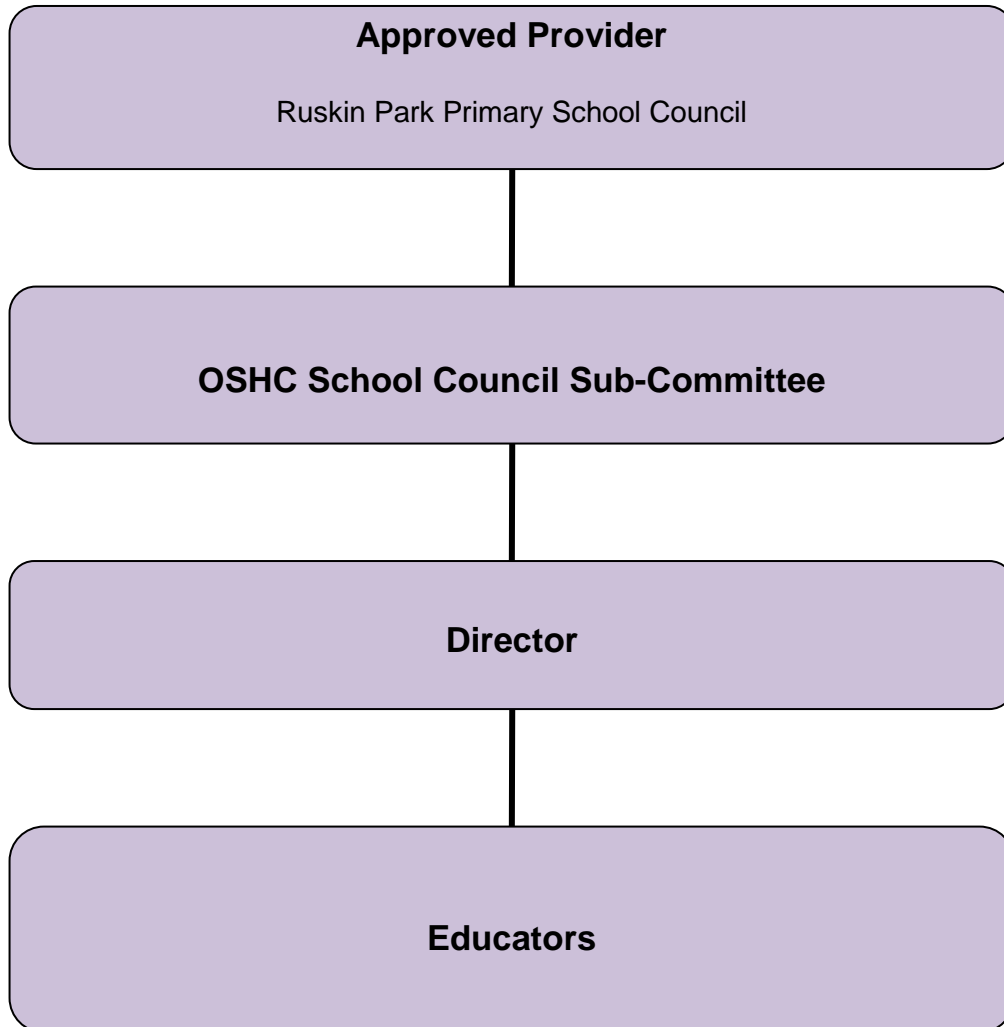 Approved Provider
Ruskin Park Primary School Council
OSHC School Council Sub-Committee
Director
Educators